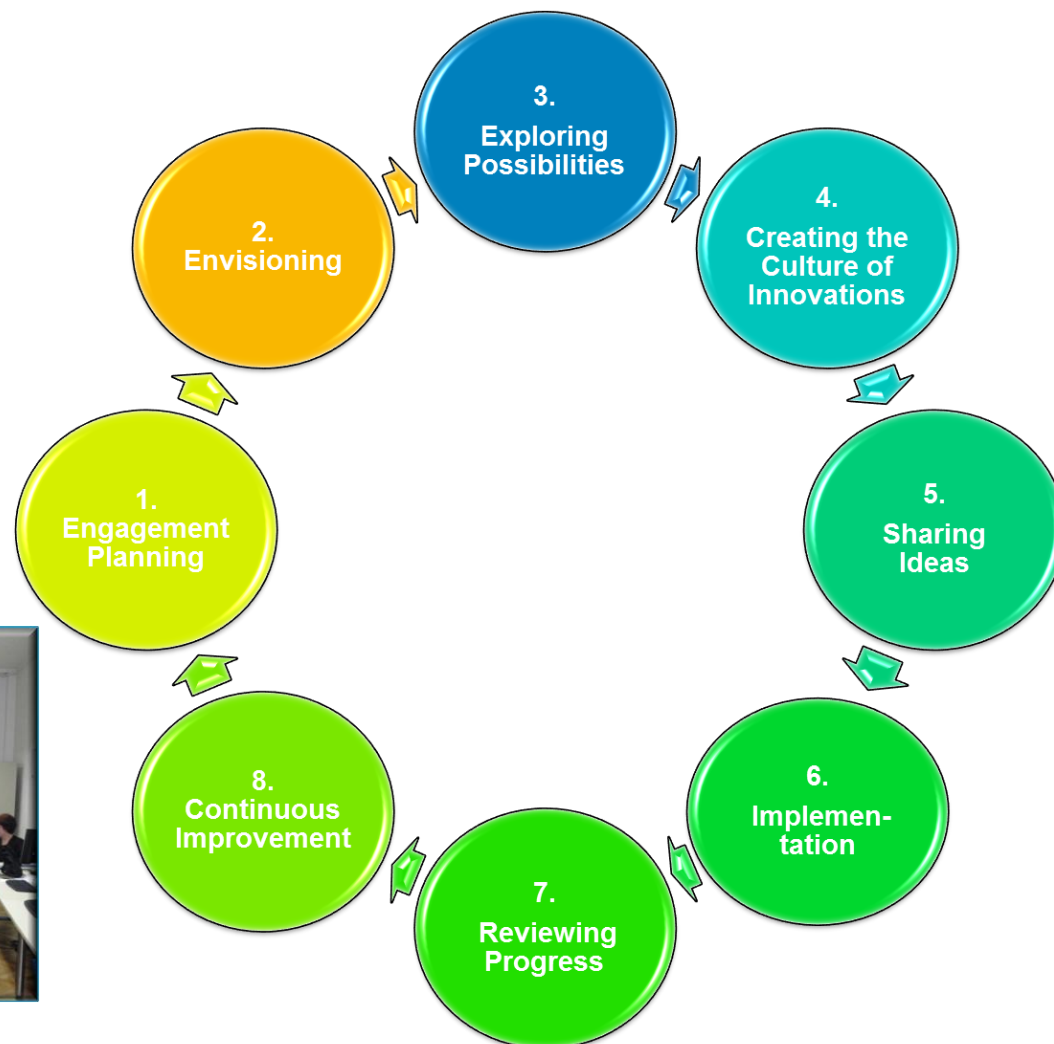 1.
Engagement
Planning
2.
Envisioning
3.
Exploring
Possibilities
4.
Creating the
Culture of
Innovations
5.
Sharing
Ideas
6.
Implemen-
tation
7.
Reviewing
Progress
8.
Continuous
Improvement